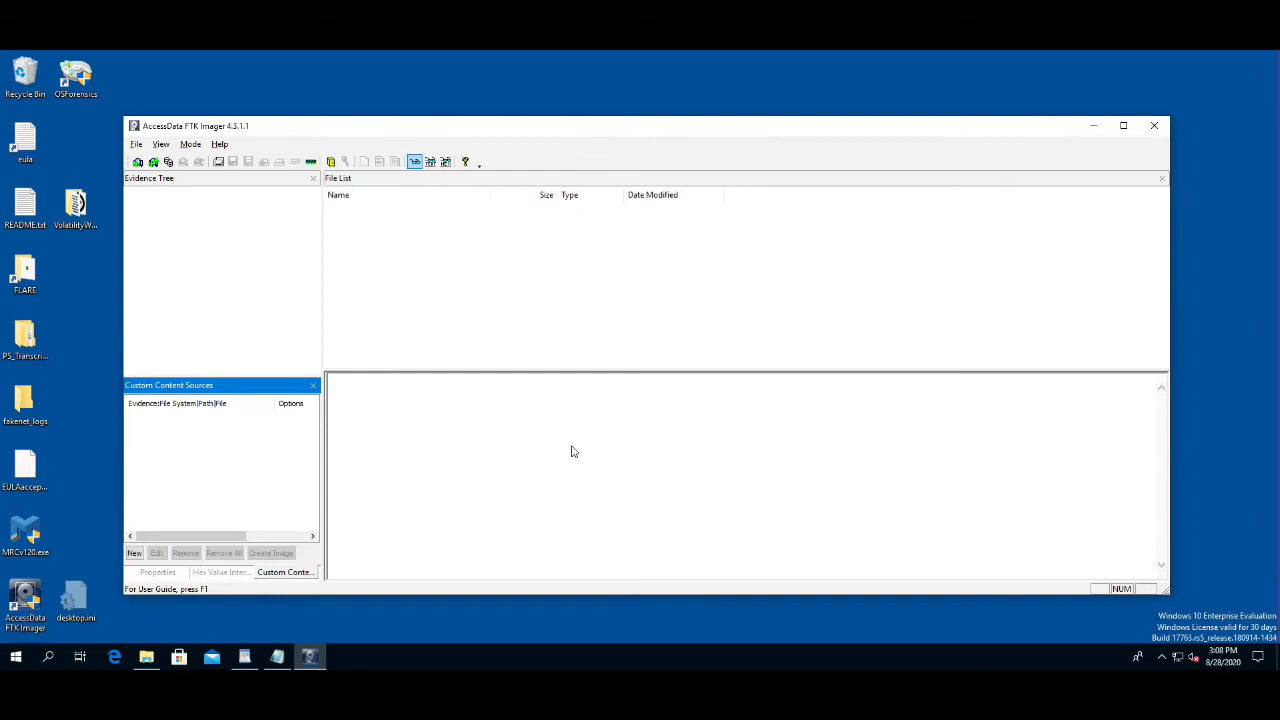 Recycle Bin
OSForensics
eula
README.txt
VolatilityW...
FLARE
PS_Transcri...
fakenet_logs
EULAaccep...
MRCv120.exe
AccessData
FTK Imager
desktop.ini
AccessData FTK Imager 4.3.1.1
File View Mode Help
Evidence Tree
File List
Name Size Type Date Modified
Custom Content Sources
Evidence:File System|Path|File Options
New Edit Remove Remove All Create Image
Properties Hex Value Inter... Custom Conte...
For User Guide, press F1
NUM
Windows 10 Enterprise Evaluation
Windows License valid for 30 days
Build 17763.rs5_release.180914-1434
3:08 PM
8/28/2020